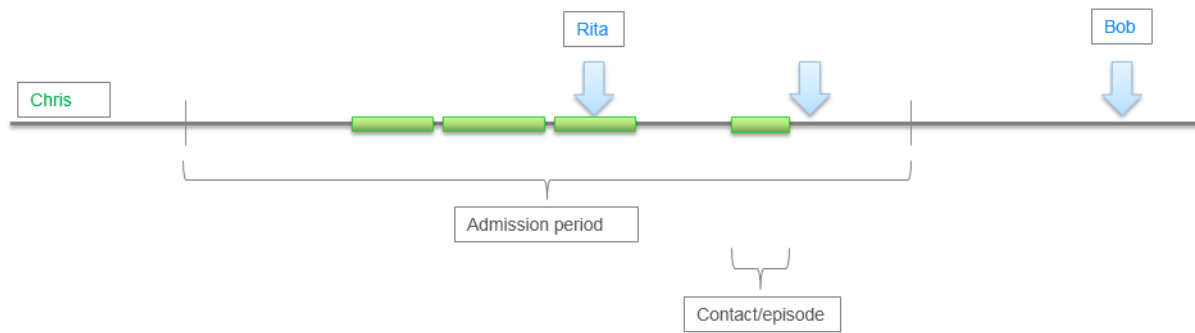 Rita
Bob
Chris
Admission period
Contact/episode